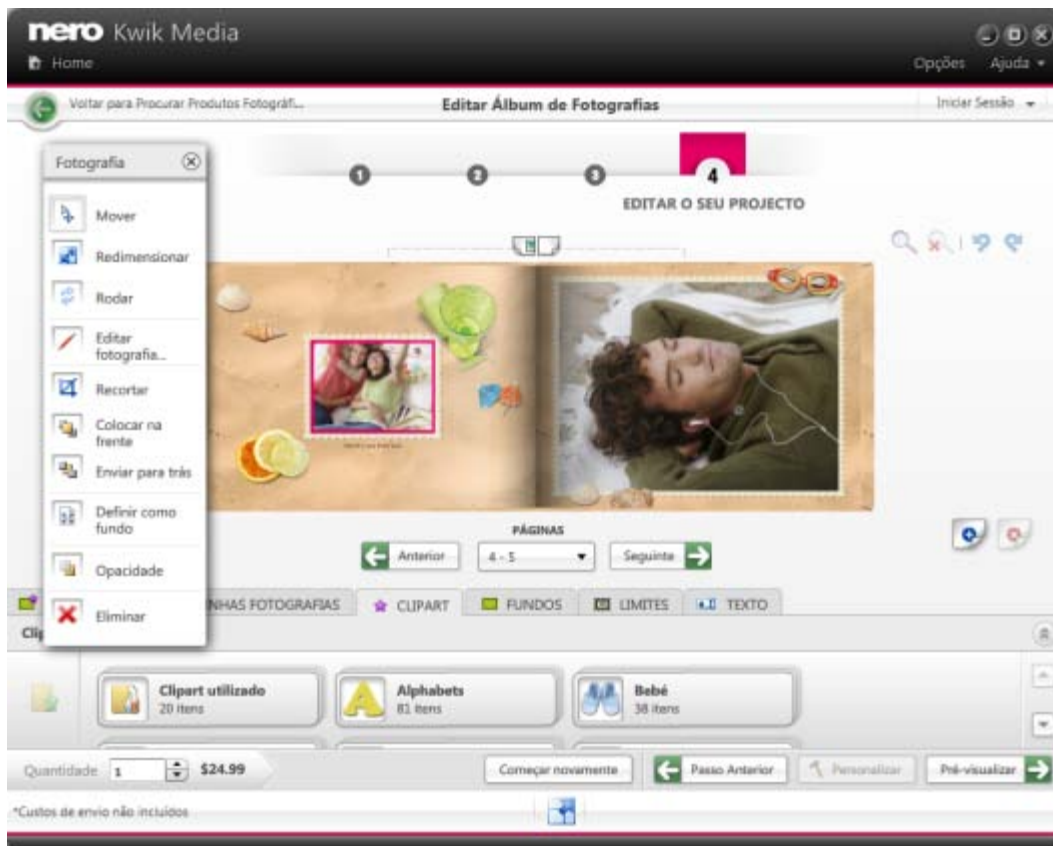 nero Kwik Media
Home
Opções Ajuda
Voltar para Procurar Produtos Fotográfi...
Editar Álbum de Fotografias
Iniciar Sessão
Fotografia
1 2 3 4
EDITAR O SEU PROJECTO
Mover
Redimensionar
Rodar
Editar
fotografia...
Recortar
Colocar na
frente
Enviar para trás
Definir como
fundo
Opacidade
Eliminar
PÁGINAS
Anterior 4 - 5 Seguinte
NHAS FOTOGRAFIAS CLIPART FUNDOS LIMITES TEXTO
Clip
Clipart utilizado
20 itens
Alphabets
81 itens
Bebé
38 itens
Quantidade 1 $24.99
Começar novamente Passo Anterior Personalizar Pré-visualizar
*Custos de envio não incluídos